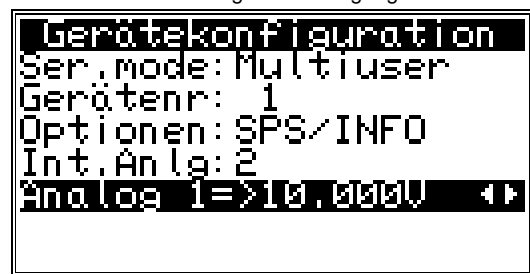 Gerätekonfiguration
Ser.mode:Multiuser
Gerätenr: 1
Optionen:SPS/INFO
Int.Anlg:2
Analog 1=>10.000V